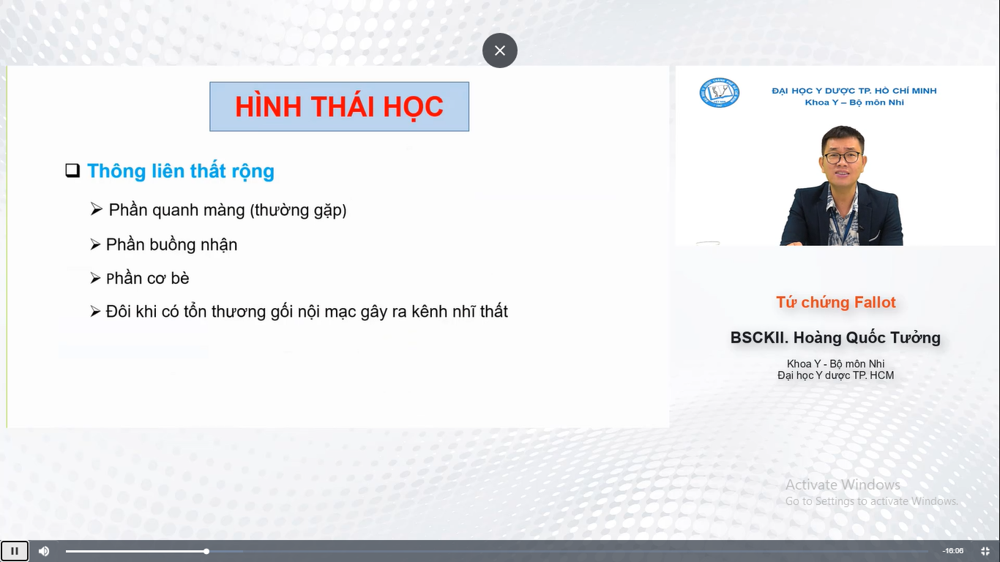 HÌNH THÁI HỌC
Thông liên thất rộng
Phần quanh màng (thường gặp)
Phần buồng nhận
Phần cơ bè
Đôi khi có tổn thương gối nội mạc gây ra kênh nhĩ thất
ĐẠI HỌC Y DƯỢC TP. HỒ CHÍ MINH
Khoa Y – Bộ môn Nhi
Tứ chứng Fallot
BSCKII. Hoàng Quốc Tưởng
Khoa Y - Bộ môn Nhi
Đại học Y dược TP. HCM
Activate Windows
Go to Settings to activate Windows.
-16:06